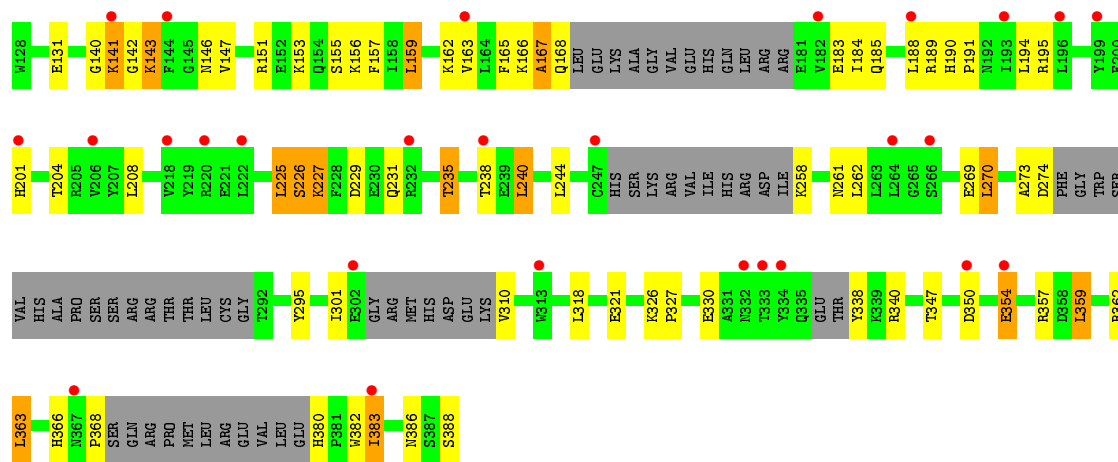 W128 E131 G140 K141 G142 K143 F144 G145 N146 V147 R151 E152 K153 Q154 S155 K156 F157 I158 L159 K162 V163 L164 F165 K166 A167 Q168 LEU GLU LYS ALA GLY VAL GLU HIS GLN LEU ARG ARG E181 V182 E183 I184 Q185 L188 R189 H190 P191 N192 I193 L194 R195 L196 Y199 F200
H201 T204 R205 V206 Y207 L208 V218 Y219 R220 E221 L222 L225 S226 K227 F228 D229 E230 Q231 R232 T235 T238 E239 L240 L244 C247 HIS SER LYS ARG VAL ILE HIS ARG ASP ILE K258 N261 L262 L263 L264 G265 S266 E269 L270 A273 D274 PHE GLY TRP SER
VAL HIS ALA PRO SER SER ARG ARG THR THR LEU CYS GLY T292 Y295 I301 E302 GLY ARG MET HIS ASP GLU LYS V310 W313 L318 E321 K326 P327 E330 A331 N332 T333 Y334 Q335 GLU THR Y338 K339 R340 T347 D350 E354 R357 D358 L359 R362
L363 H366 N367 P368 SER GLN ARG PRO MET LEU ARG GLU VAL LEU GLU H380 P381 W382 I383 N386 S387 S388